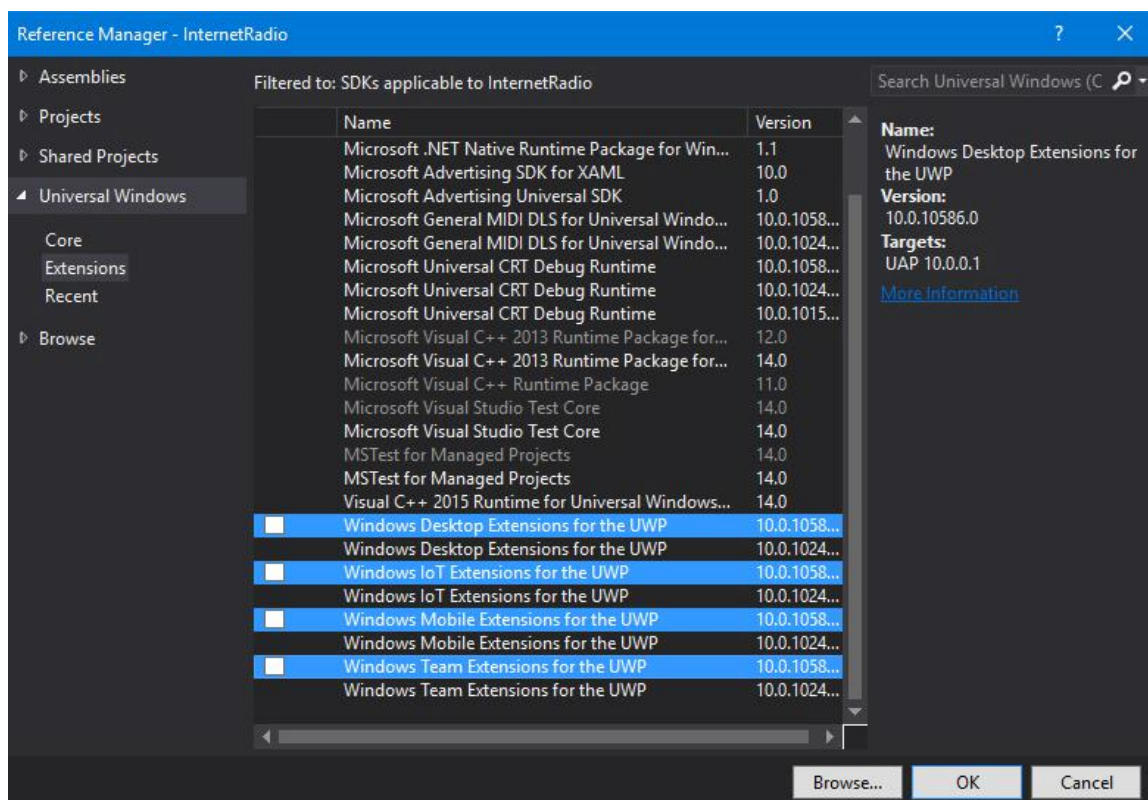 Reference Manager - InternetRadio
?
Assemblies
Projects
Shared Projects
Universal Windows
Core
Extensions
Recent
Browse
Filtered to: SDKs applicable to InternetRadio
Name Version
Microsoft .NET Native Runtime Package for Win... 1.1
Microsoft Advertising SDK for XAML 10.0
Microsoft Advertising Universal SDK 1.0
Microsoft General MIDI DLS for Universal Windo... 10.0.1058...
Microsoft General MIDI DLS for Universal Windo... 10.0.1024...
Microsoft Universal CRT Debug Runtime 10.0.1058...
Microsoft Universal CRT Debug Runtime 10.0.1024...
Microsoft Universal CRT Debug Runtime 10.0.1015...
Microsoft Visual C++ 2013 Runtime Package for... 12.0
Microsoft Visual C++ 2013 Runtime Package for... 14.0
Microsoft Visual C++ Runtime Package 11.0
Microsoft Visual Studio Test Core 14.0
Microsoft Visual Studio Test Core 14.0
MSTest for Managed Projects 14.0
MSTest for Managed Projects 14.0
Visual C++ 2015 Runtime for Universal Windows... 14.0
Windows Desktop Extensions for the UWP 10.0.1058...
Windows Desktop Extensions for the UWP 10.0.1024...
Windows IoT Extensions for the UWP 10.0.1058...
Windows IoT Extensions for the UWP 10.0.1024...
Windows Mobile Extensions for the UWP 10.0.1058...
Windows Mobile Extensions for the UWP 10.0.1024...
Windows Team Extensions for the UWP 10.0.1058...
Windows Team Extensions for the UWP 10.0.1024...
Search Universal Windows (C
Name:
Windows Desktop Extensions for
the UWP
Version:
10.0.10586.0
Targets:
UAP 10.0.0.1
More Information
Browse... OK Cancel